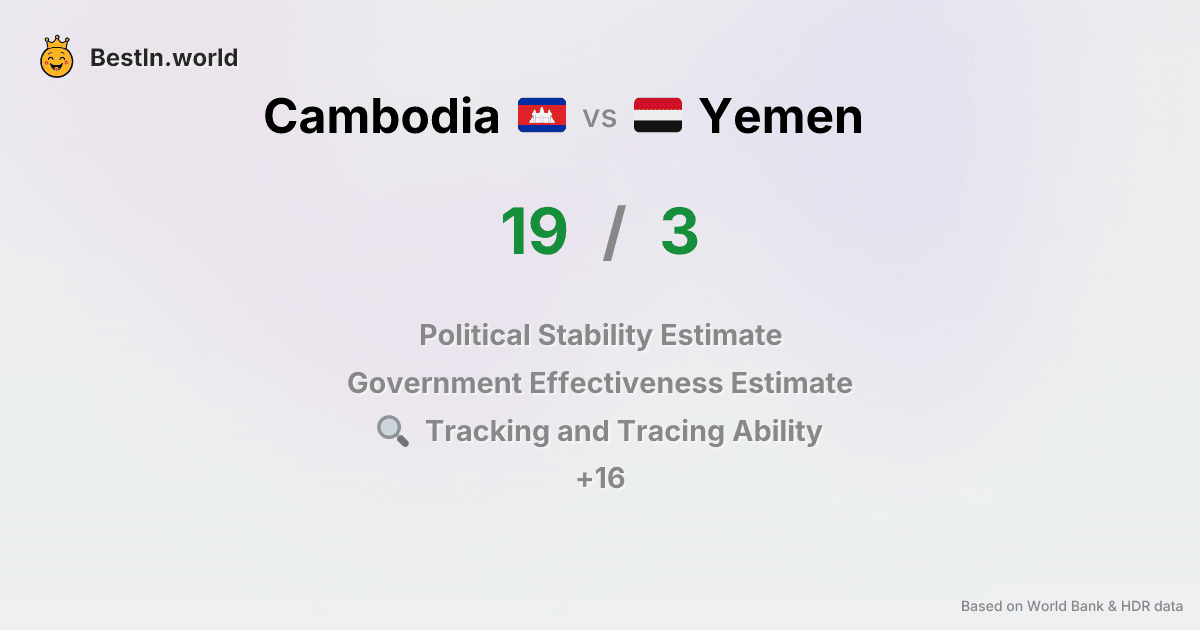 BestIn.world
Cambodia vs Yemen
19 / 3
Political Stability Estimate
Government Effectiveness Estimate
Tracking and Tracing Ability
+16
Based on World Bank & HDR data